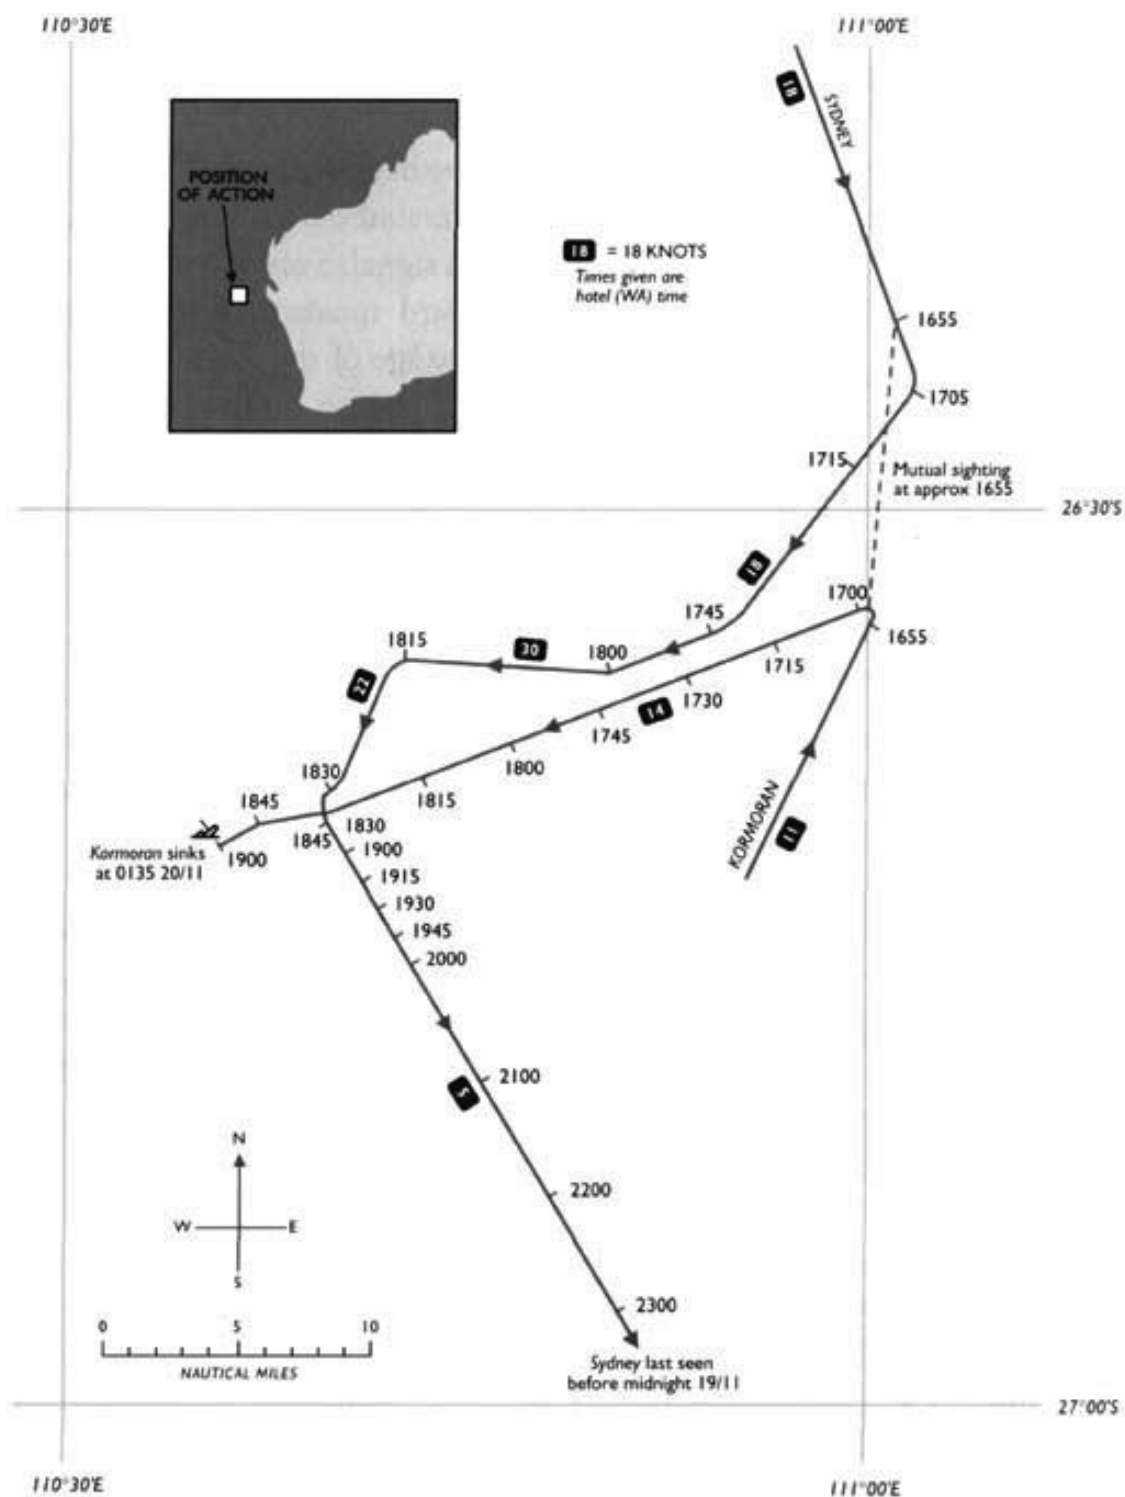 110°30'E
111°00'E
18
SYDNEY
POSITION
OF ACTION
18 = 18 KNOTS
Times given are
hotel (WA) time
1655
1705
1715
Mutual sighting
at approx 1655
26°30'S
18
1700
1745
1655
1815
30
1800
1715
22
1730
14
1745
1830
1800
1845
1815
KORMORAN
11
1830
1845
Kormoran sinks
at 0135 20/11
1900
1900
1915
1930
1945
2000
2100
5
N
2200
W
E
S
2300
0
5
10
NAUTICAL MILES
Sydney last seen
before midnight 19/11
27°00'S
110°30'E
111°00'E